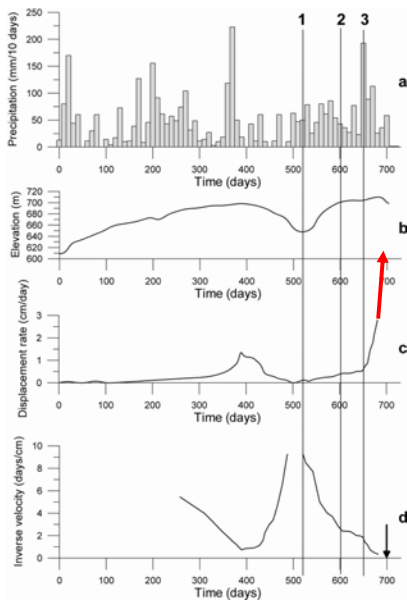 1 2 3
250
200
150
100
50
0
Precipitation (mm/10 days)
a
0 100 200 300 400 500 600 700
Time (days)
720
700
680
660
640
620
600
Elevation (m)
b
0 100 200 300 400 500 600 700
Time (days)
3
2
1
0
Displacement rate (cm/day)
c
0 100 200 300 400 500 600 700
Time (days)
10
8
6
4
2
0
Inverse velocity (days/cm)
d
0 100 200 300 400 500 600 700
Time (days)